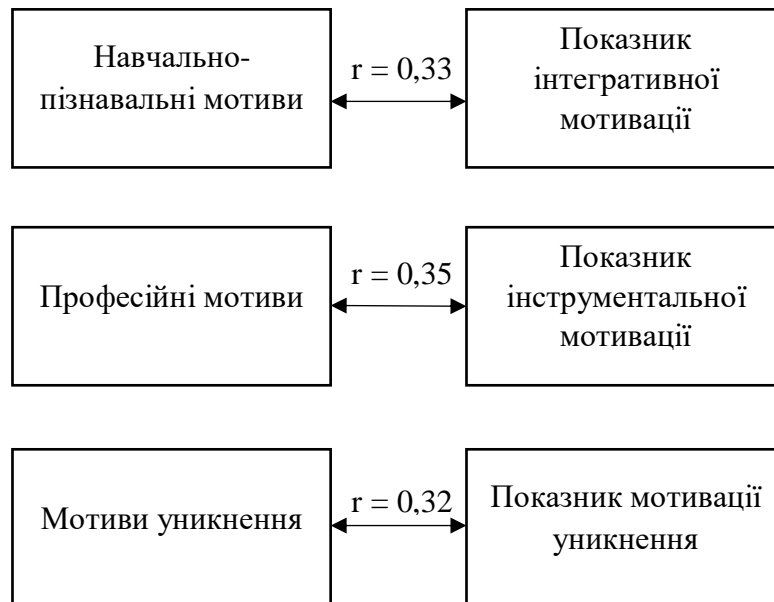 Навчально-
пізнавальні мотиви
r = 0,33
Показник
інтегративної
мотивації
Професійні мотиви
r = 0,35
Показник
інструментальної
мотивації
Мотиви уникнення
r = 0,32
Показник мотивації
уникнення